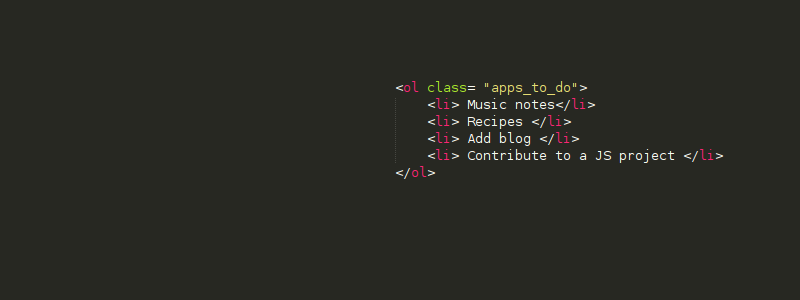 <ol class= "apps_to_do">
<li> Music notes</li>
<li> Recipes </li>
<li> Add blog </li>
<li> Contribute to a JS project </li>
</ol>